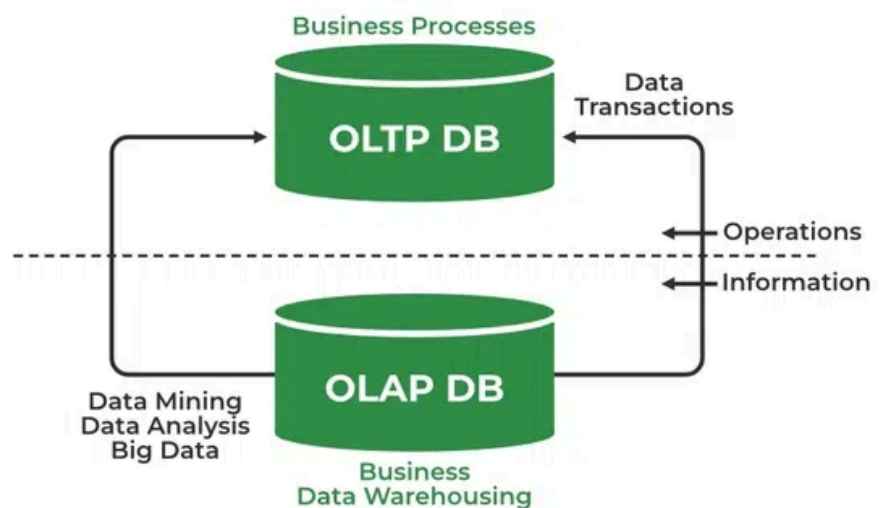 Business Processes
OLTP DB
Data
Transactions
Operations
Information
OLAP DB
Data Mining
Data Analysis
Big Data
Business
Data Warehousing